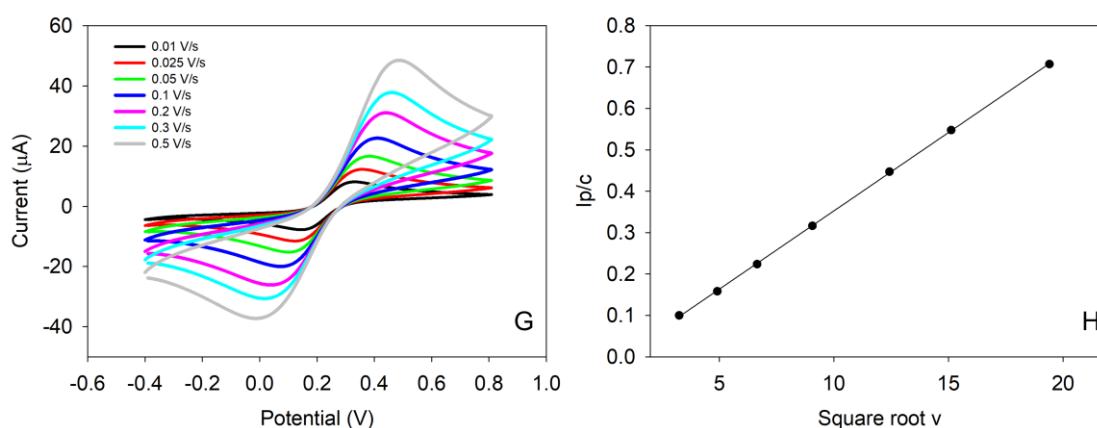 60
40
20
0
-20
-40
Current (µA)
0.01 V/s
0.025 V/s
0.05 V/s
0.1 V/s
0.2 V/s
0.3 V/s
0.5 V/s
G
-0.6 -0.4 -0.2 0.0 0.2 0.4 0.6 0.8 1.0
Potential (V)
0.8
0.7
0.6
0.5
0.4
0.3
0.2
0.1
0.0
Ip/c
H
5 10 15 20
Square root v